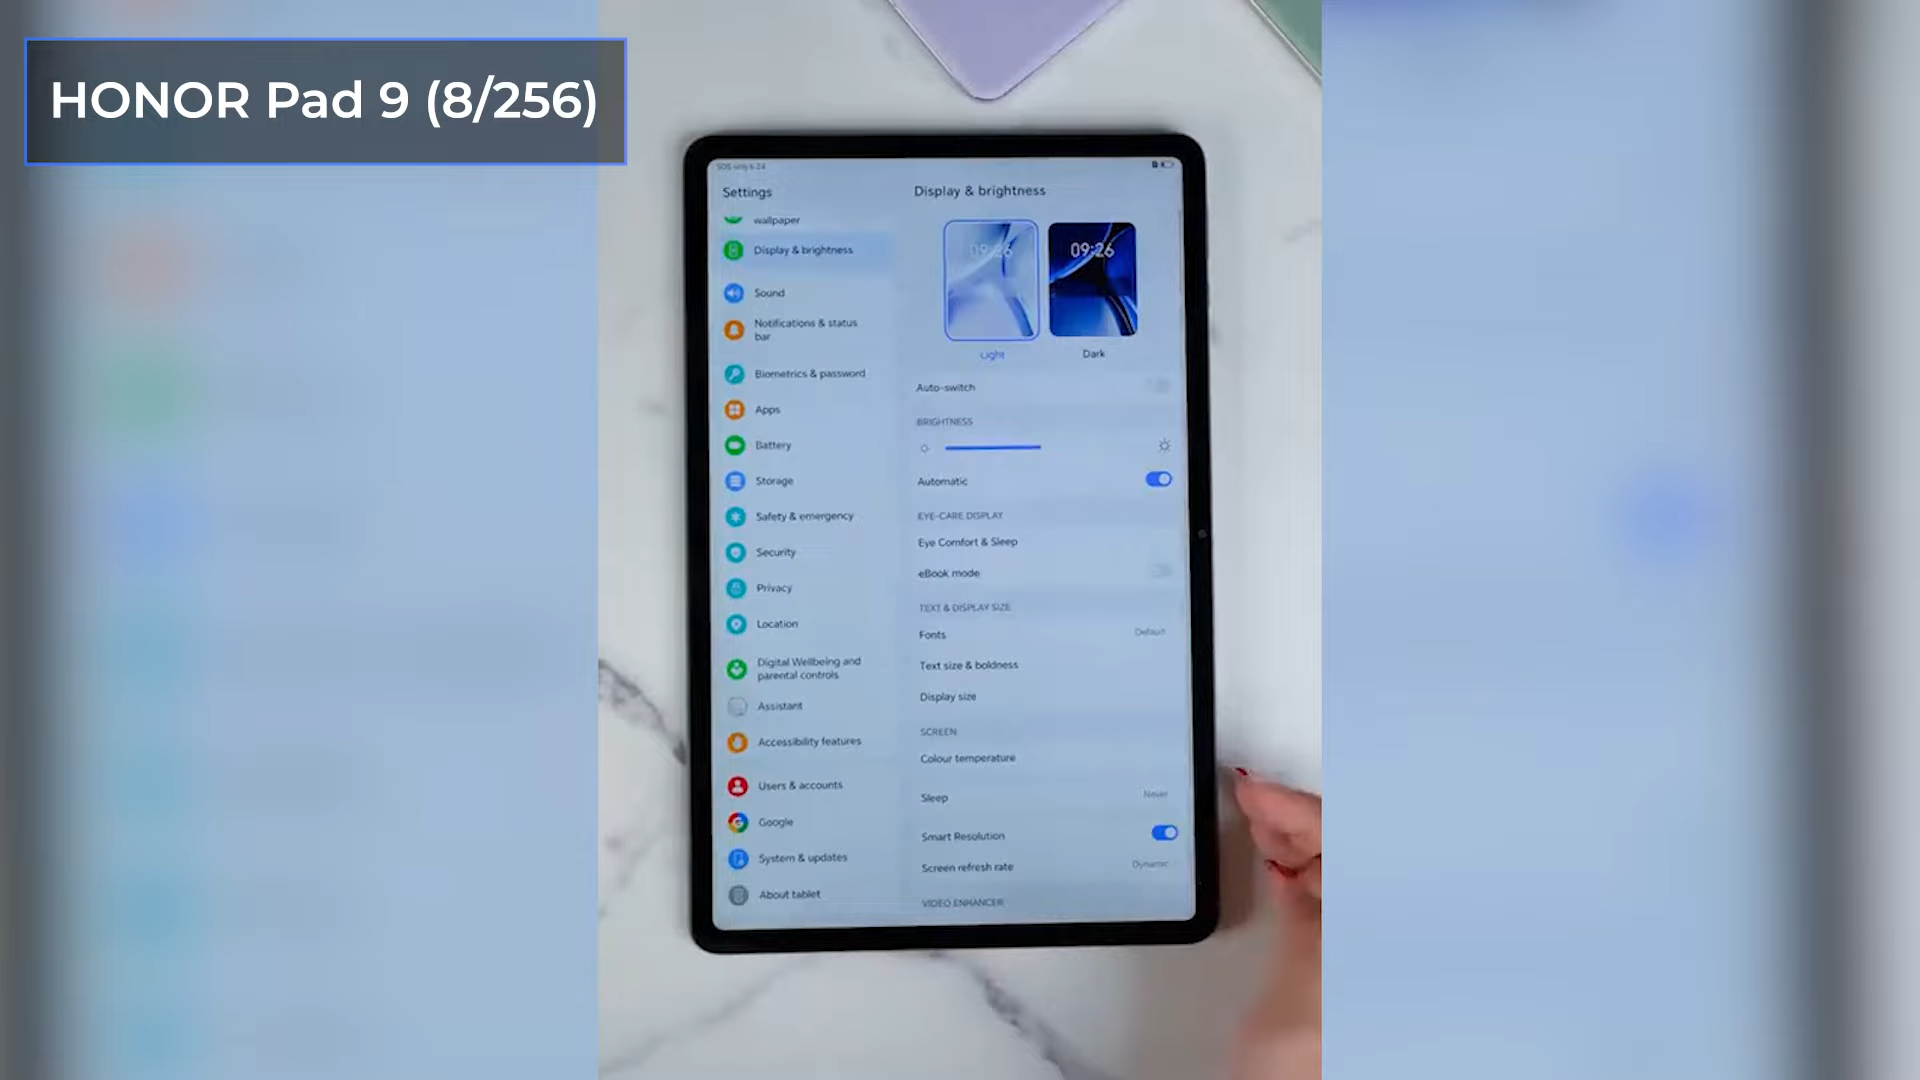 HONOR Pad 9 (8/256)
SOS only 6:24
Settings
wallpaper
Display & brightness
Sound
Notifications & status
bar
Biometrics & password
Apps
Battery
Storage
Safety & emergency
Security
Privacy
Location
Digital Wellbeing and
parental controls
Assistant
Accessibility features
Users & accounts
Google
System & updates
About tablet
Display & brightness
09:26
09:26
Light
Dark
Auto-switch
BRIGHTNESS
Automatic
EYE-CARE DISPLAY
Eye Comfort & Sleep
eBook mode
TEXT & DISPLAY SIZE
Fonts Default
Text size & boldness
Display size
SCREEN
Colour temperature
Sleep Never
Smart Resolution
Screen refresh rate Dynamic
VIDEO ENHANCER